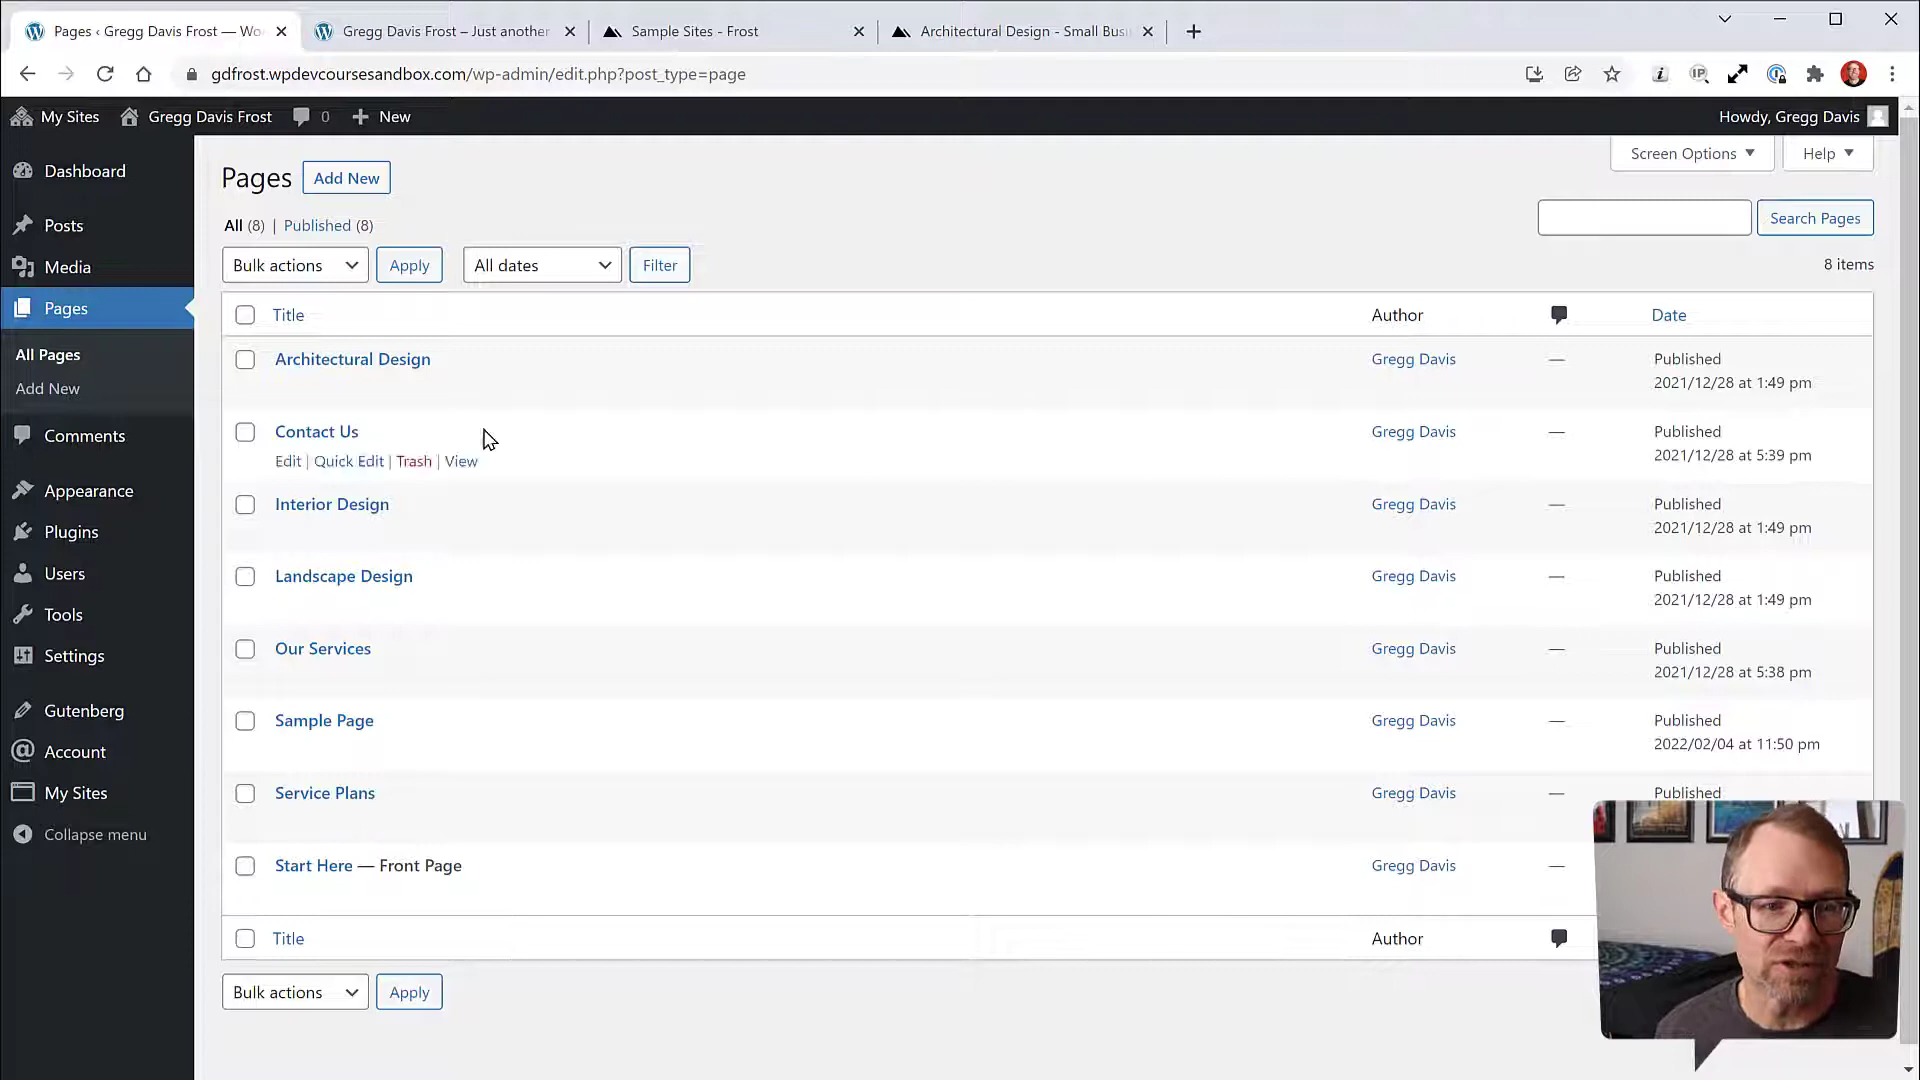 Pages ‹ Gregg Davis Frost — Wo
Gregg Davis Frost – Just another
Sample Sites - Frost
Architectural Design - Small Busi
gdfrost.wpdevcoursesandbox.com/wp-admin/edit.php?post_type=page
My Sites
Gregg Davis Frost
0
New
Howdy, Gregg Davis
Dashboard
Posts
Media
Pages
All Pages
Add New
Comments
Appearance
Plugins
Users
Tools
Settings
Gutenberg
Account
My Sites
Collapse menu
Screen Options
Help
Pages
Add New
All (8) | Published (8)
Search Pages
Bulk actions
Apply
All dates
Filter
8 items
Title
Author
Date
Architectural Design
Gregg Davis
—
Published
2021/12/28 at 1:49 pm
Contact Us
Edit | Quick Edit | Trash | View
Gregg Davis
—
Published
2021/12/28 at 5:39 pm
Interior Design
Gregg Davis
—
Published
2021/12/28 at 1:49 pm
Landscape Design
Gregg Davis
—
Published
2021/12/28 at 1:49 pm
Our Services
Gregg Davis
—
Published
2021/12/28 at 5:38 pm
Sample Page
Gregg Davis
—
Published
2022/02/04 at 11:50 pm
Service Plans
Gregg Davis
—
Published
Start Here — Front Page
Gregg Davis
—
Title
Author
Bulk actions
Apply